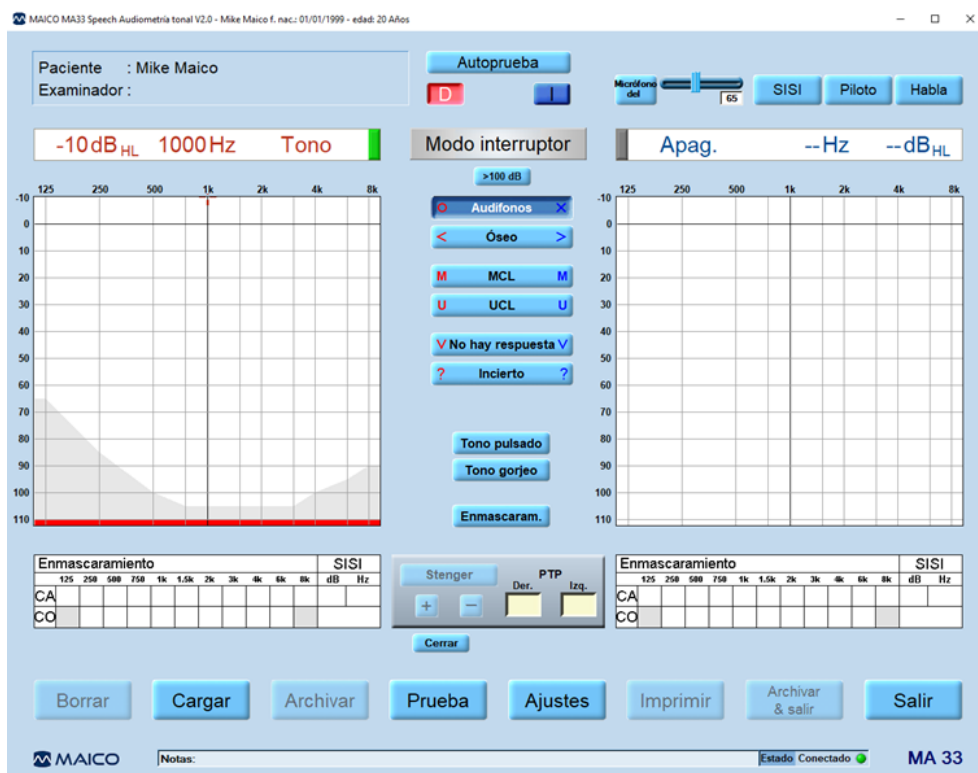 MAICO MA33 Speech Audiometría tonal V2.0 - Mike Maico f. nac.: 01/01/1999 - edad: 20 Años
Paciente : Mike Maico
Examinador :
Autoprueba
D I
Micrófono del
65
SISI Piloto Habla
-10 dB HL 1000 Hz Tono
Modo interruptor
Apag. --Hz --dB HL
>100 dB
125 250 500 1k 2k 4k 8k
-10
0
10
20
30
40
50
60
70
80
90
100
110
O Audífonos X
< Óseo >
M MCL M
U UCL U
V No hay respuesta V
? Incierto ?
Tono pulsado
Tono gorjeo
Enmascaram.
125 250 500 1k 2k 4k 8k
-10
0
10
20
30
40
50
60
70
80
90
100
110
Enmascaramiento SISI
125 250 500 750 1k 1.5k 2k 3k 4k 6k 8k dB Hz
CA
CO
Stenger PTP
Der. Izq.
+ −
Cerrar
Enmascaramiento SISI
125 250 500 750 1k 1.5k 2k 3k 4k 6k 8k dB Hz
CA
CO
Borrar Cargar Archivar Prueba Ajustes Imprimir Archivar & salir Salir
MAICO Notas: Estado Conectado MA 33